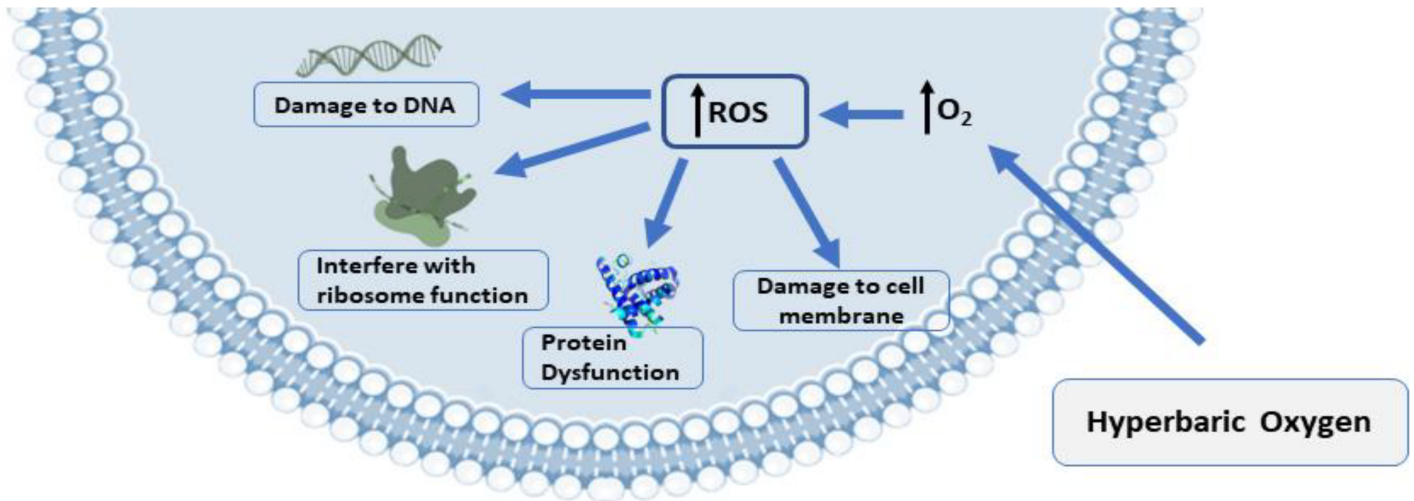 Damage to DNA
↑ROS
↑O₂
Interfere with
ribosome function
Protein
Dysfunction
Damage to cell
membrane
Hyperbaric Oxygen